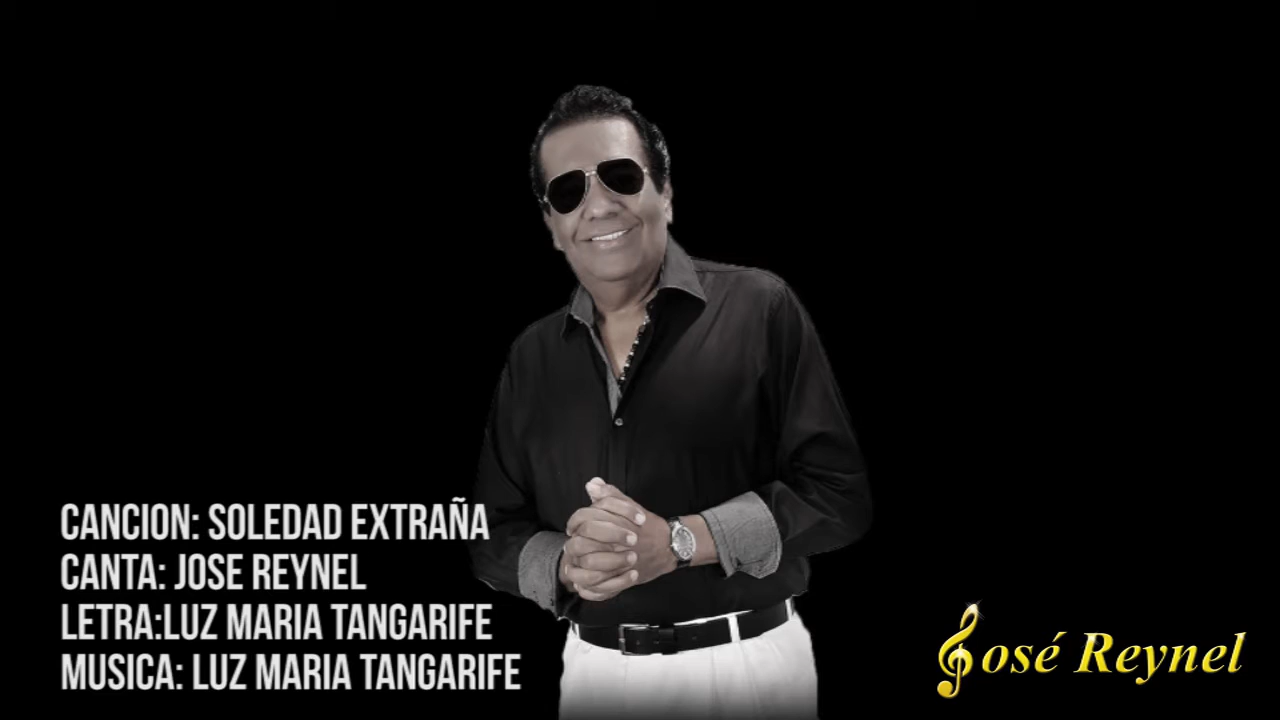 CANCION: SOLEDAD EXTRAÑA
CANTA: JOSE REYNEL
LETRA:LUZ MARIA TANGARIFE
MUSICA: LUZ MARIA TANGARIFE
José Reynel